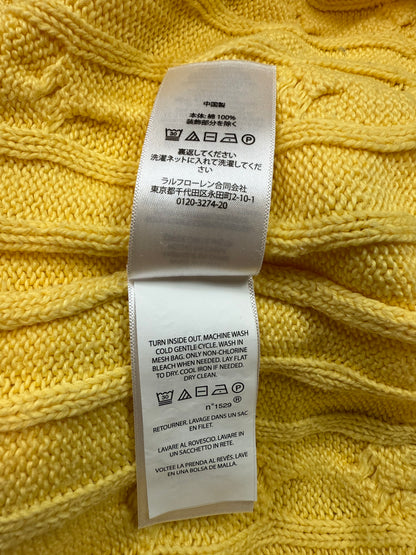 中国製
本体: 綿 100%
装飾部分を除く
30 P
裏返してください
洗濯ネットに入れて洗濯してくださ
い
ラルフローレン合同会社
東京都千代田区永田町2-10-1
0120-3274-20
TURN INSIDE OUT. MACHINE WASH
COLD GENTLE CYCLE. WASH IN
MESH BAG. ONLY NON-CHLORINE
BLEACH WHEN NEEDED. LAY FLAT
TO DRY. COOL IRON IF NEEDED.
DRY CLEAN.
30 P
n°1529 ®
RETOURNER, LAVAGE DANS UN SAC
EN FILET.
LAVARE AL ROVESCIO. LAVARE IN
UN SACCHETTO IN RETE.
VOLTEE LA PRENDA AL REVÉS. LAVE
EN UNA BOLSA DE MALLA.